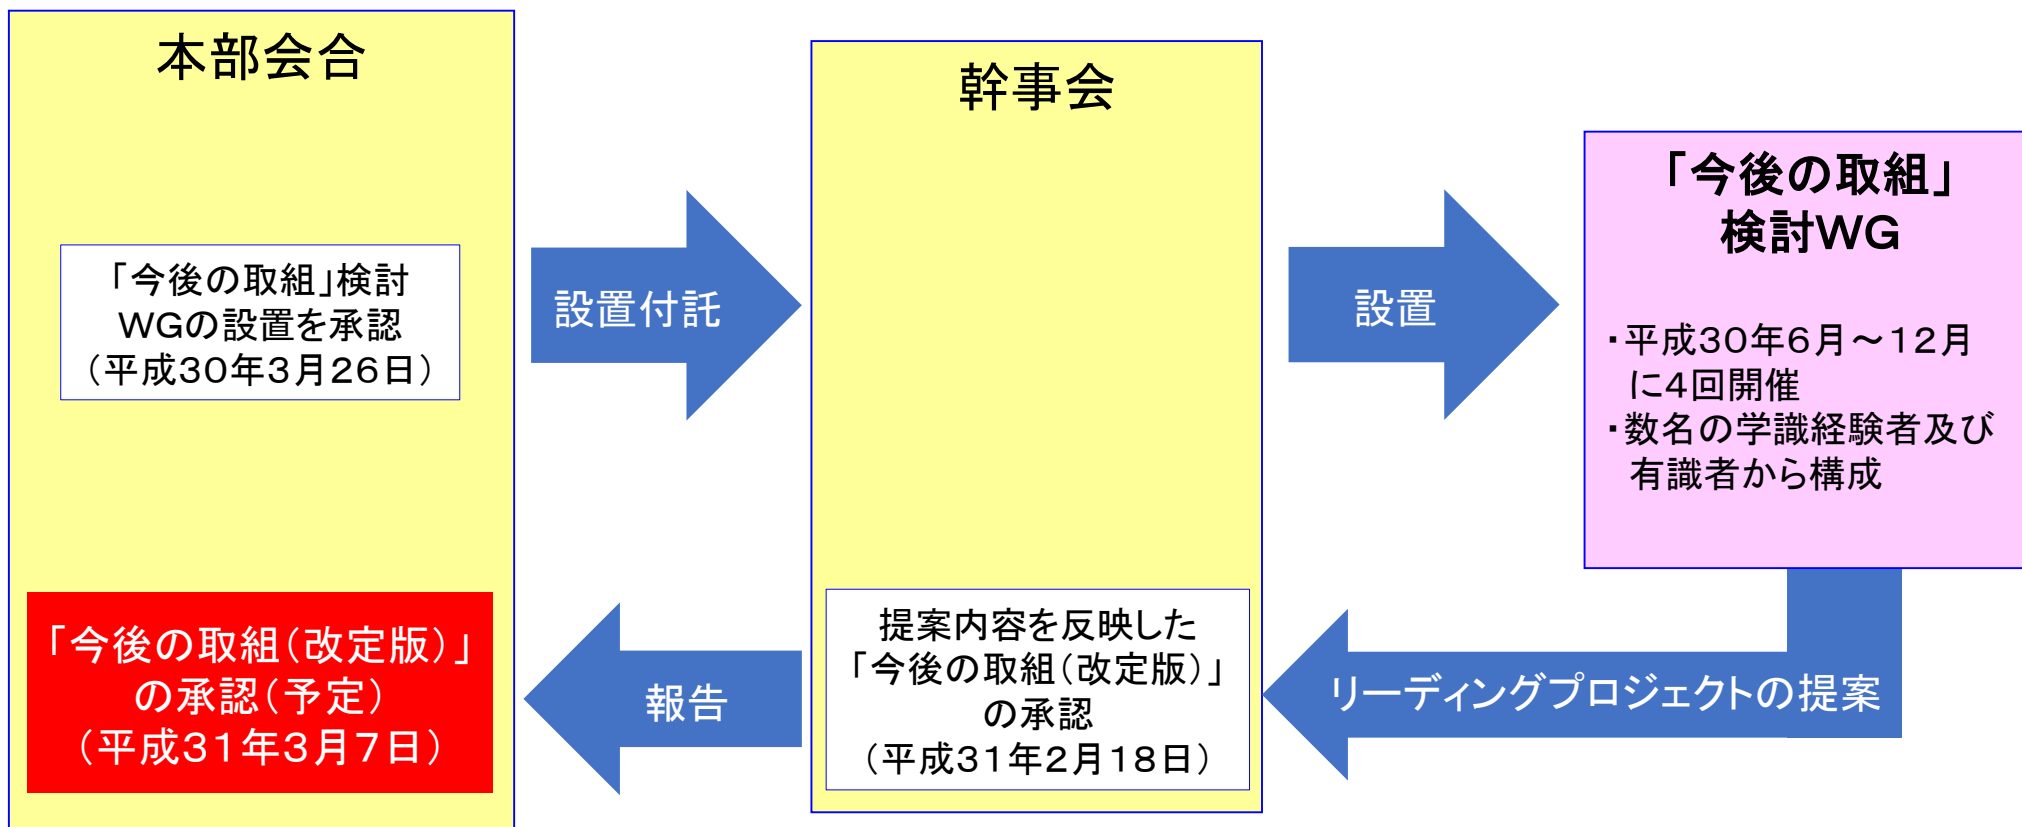 本部会合
「今後の取組」検討
WGの設置を承認
（平成30年3月26日）
設置付託
幹事会
設置
「今後の取組」
検討WG
・平成30年6月～12月
に4回開催
・数名の学識経験者及び
有識者から構成
リーディングプロジェクトの提案
提案内容を反映した
「今後の取組（改定版）」
の承認
（平成31年2月18日）
報告
「今後の取組（改定版）」
の承認（予定）
（平成31年3月7日）